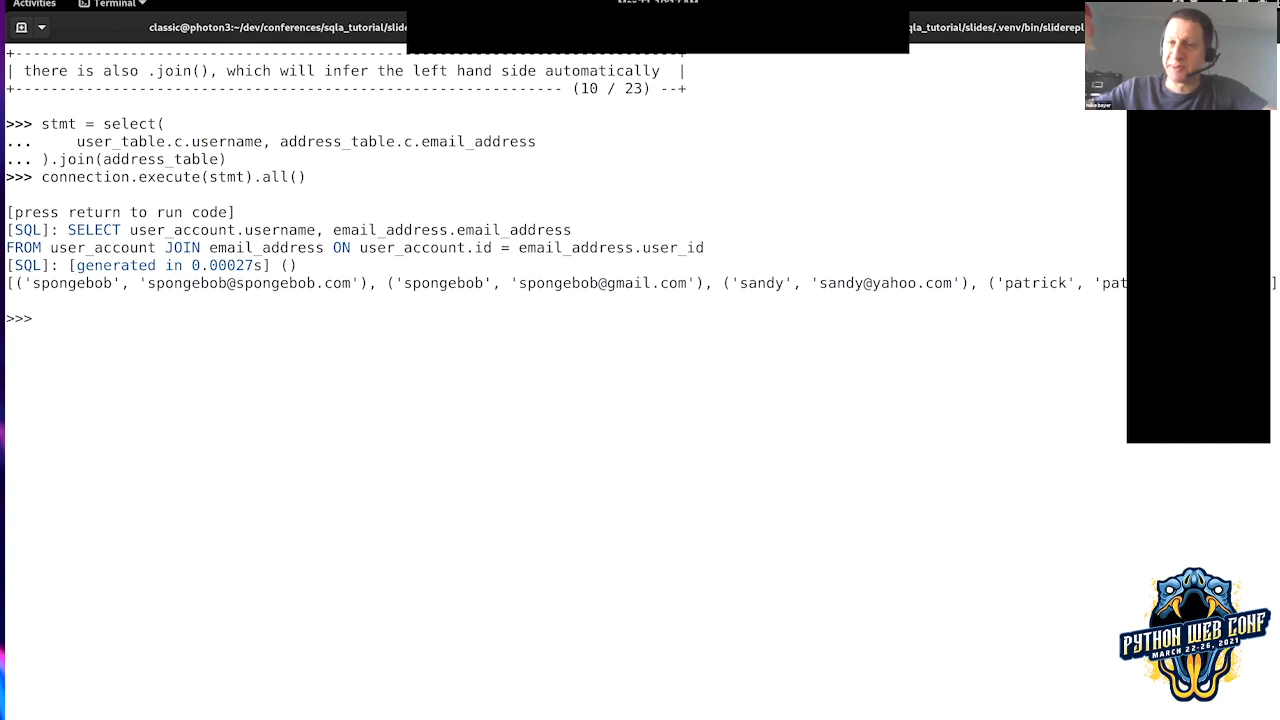 Activities Terminal
classic@photon3:~/dev/conferences/sqla_tutorial/slide
qla_tutorial/slides/.venv/bin/sliderepl
mike bayer
+-------------------------------------------------------------------------+
| there is also .join(), which will infer the left hand side automatically |
+-------------------------------------------------------------- (10 / 23) --+
>>> stmt = select(
... user_table.c.username, address_table.c.email_address
... ).join(address_table)
>>> connection.execute(stmt).all()
[press return to run code]
[SQL]: SELECT user_account.username, email_address.email_address
FROM user_account JOIN email_address ON user_account.id = email_address.user_id
[SQL]: [generated in 0.00027s] ()
[('spongebob', 'spongebob@spongebob.com'), ('spongebob', 'spongebob@gmail.com'), ('sandy', 'sandy@yahoo.com'), ('patrick', 'pat ]
>>>
PYTHON WEB CONF
MARCH 22-26, 2021